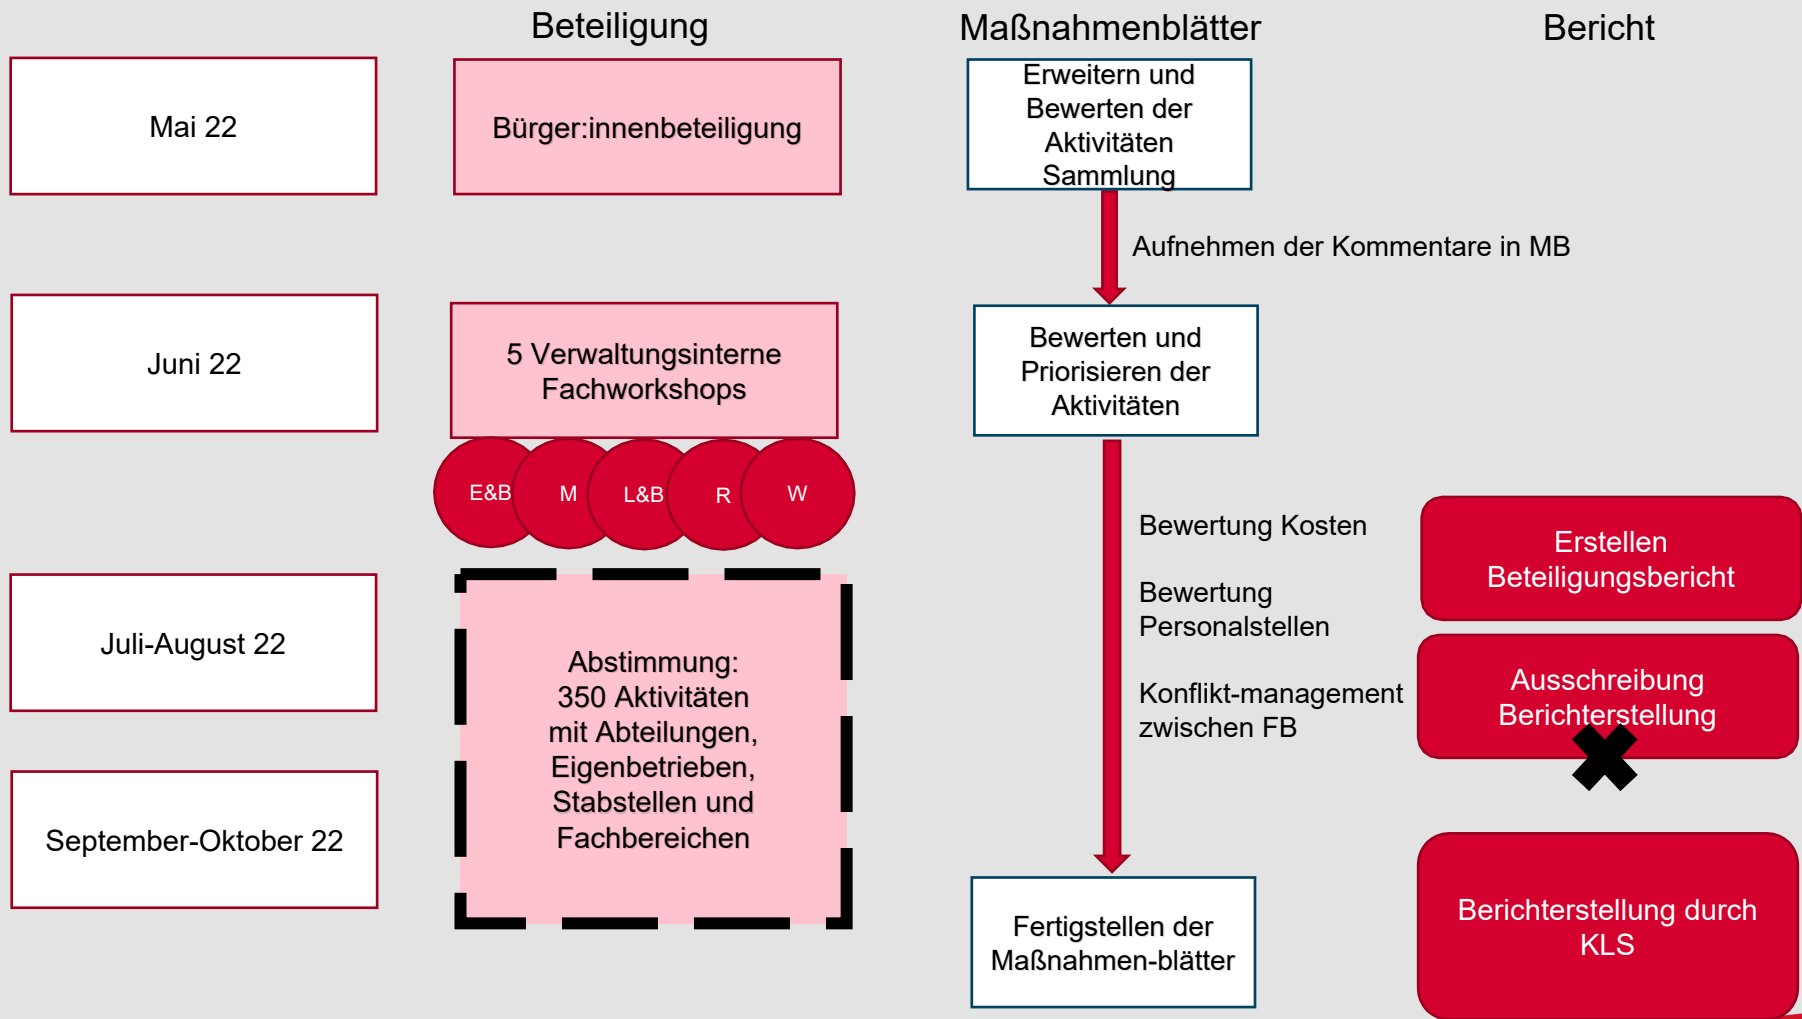 Beteiligung
Maßnahmenblätter
Bericht
Mai 22
Bürger:innenbeteiligung
Erweitern und
Bewerten der
Aktivitäten
Sammlung
Aufnehmen der Kommentare in MB
Juni 22
5 Verwaltungsinterne
Fachworkshops
Bewerten und
Priorisieren der
Aktivitäten
E&B
M
L&B
R
W
Bewertung Kosten
Bewertung
Personalstellen
Konflikt-management
zwischen FB
Erstellen
Beteiligungsbericht
Juli-August 22
Abstimmung:
350 Aktivitäten
mit Abteilungen,
Eigenbetrieben,
Stabstellen und
Fachbereichen
Ausschreibung
Berichterstellung
September-Oktober 22
Fertigstellen der
Maßnahmen-blätter
Berichterstellung durch
KLS